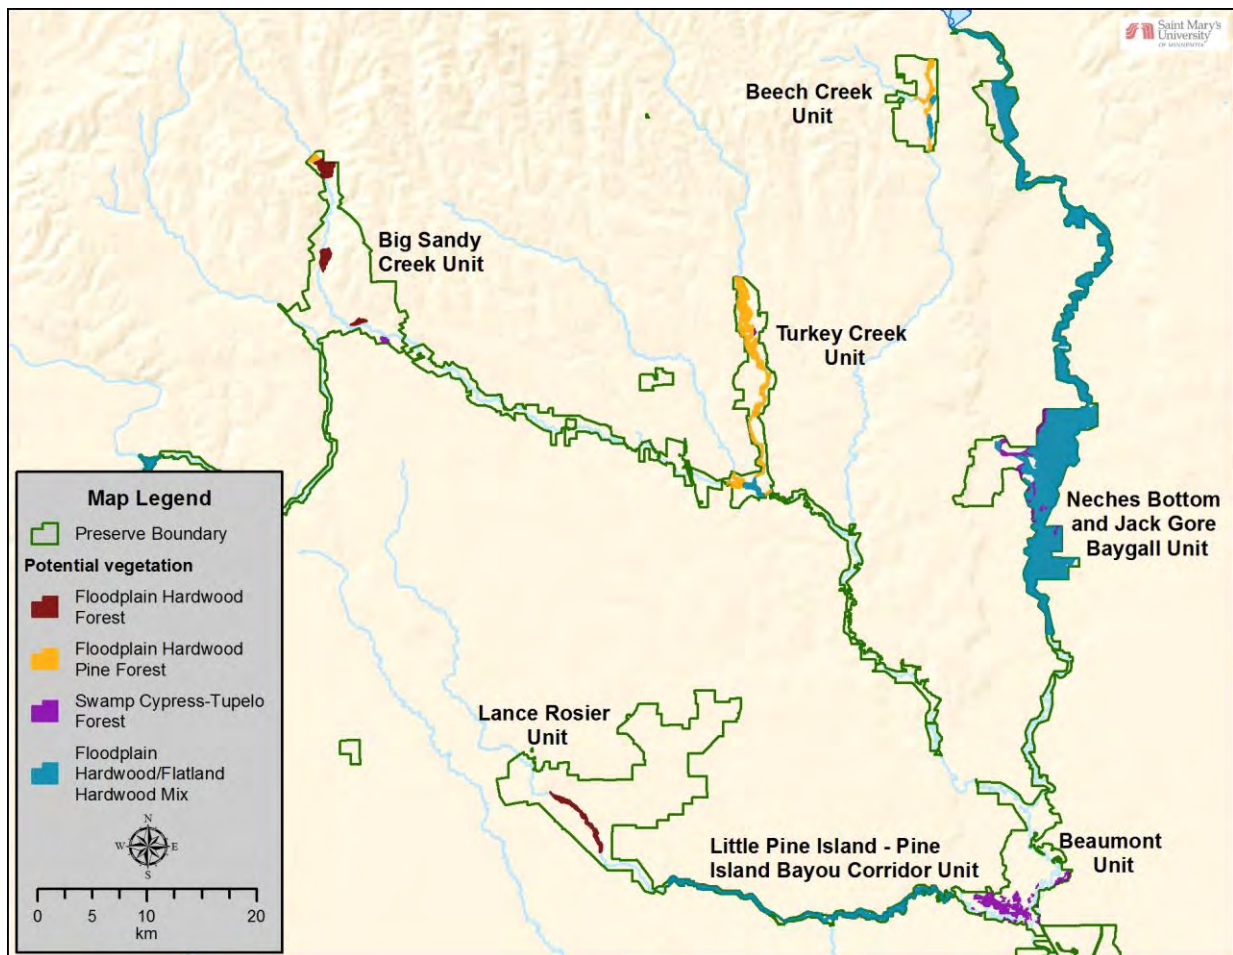 Saint Mary's
University
OF MINNESOTA
Beech Creek
Unit
Big Sandy
Creek Unit
Turkey Creek
Unit
Neches Bottom
and Jack Gore
Baygall Unit
Lance Rosier
Unit
Little Pine Island - Pine
Island Bayou Corridor Unit
Beaumont
Unit
Map Legend
Preserve Boundary
Potential vegetation
Floodplain Hardwood
Forest
Floodplain Hardwood
Pine Forest
Swamp Cypress-Tupelo
Forest
Floodplain
Hardwood/Flatland
Hardwood Mix
N
W E
S
0 5 10 20
km